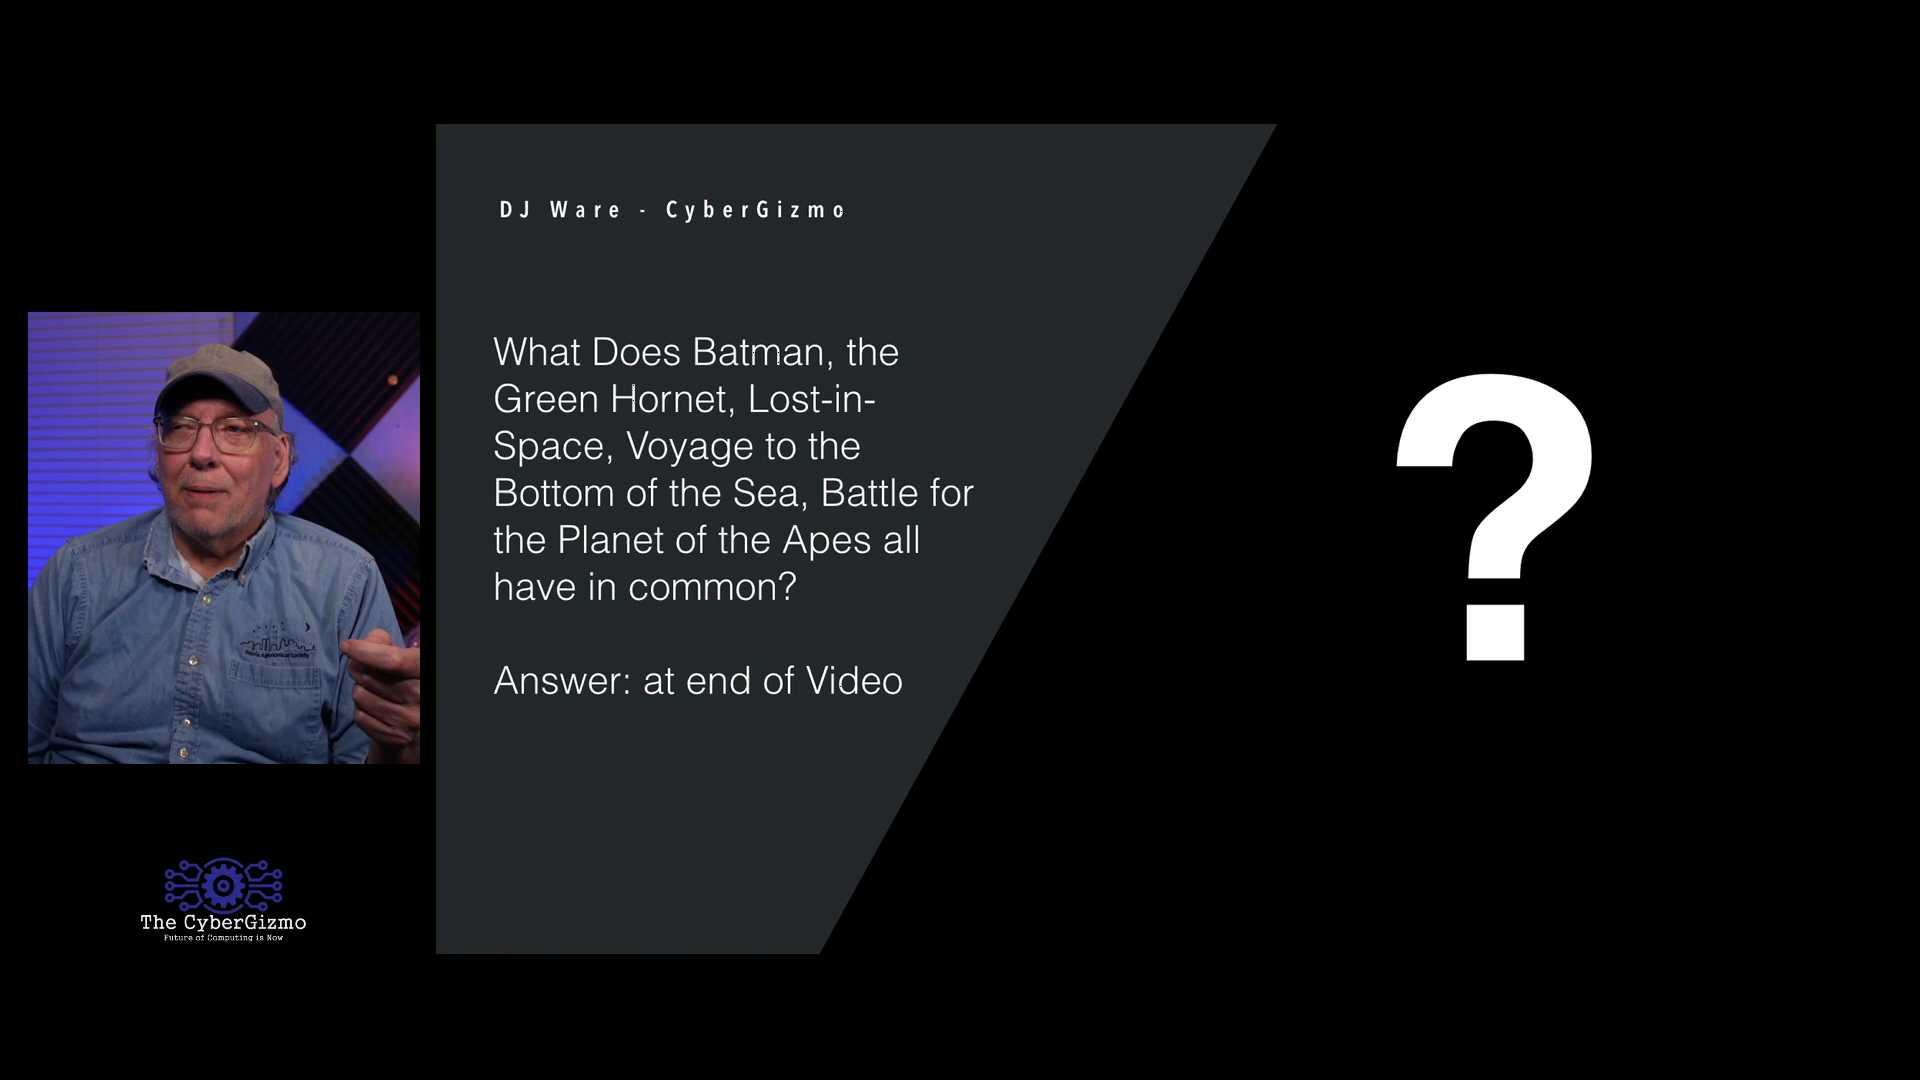 DJ Ware - CyberGizmo
What Does Batman, the
Green Hornet, Lost-in-
Space, Voyage to the
Bottom of the Sea, Battle for
the Planet of the Apes all
have in common?
Answer: at end of Video
?
The CyberGizmo
Future of Computing is Now